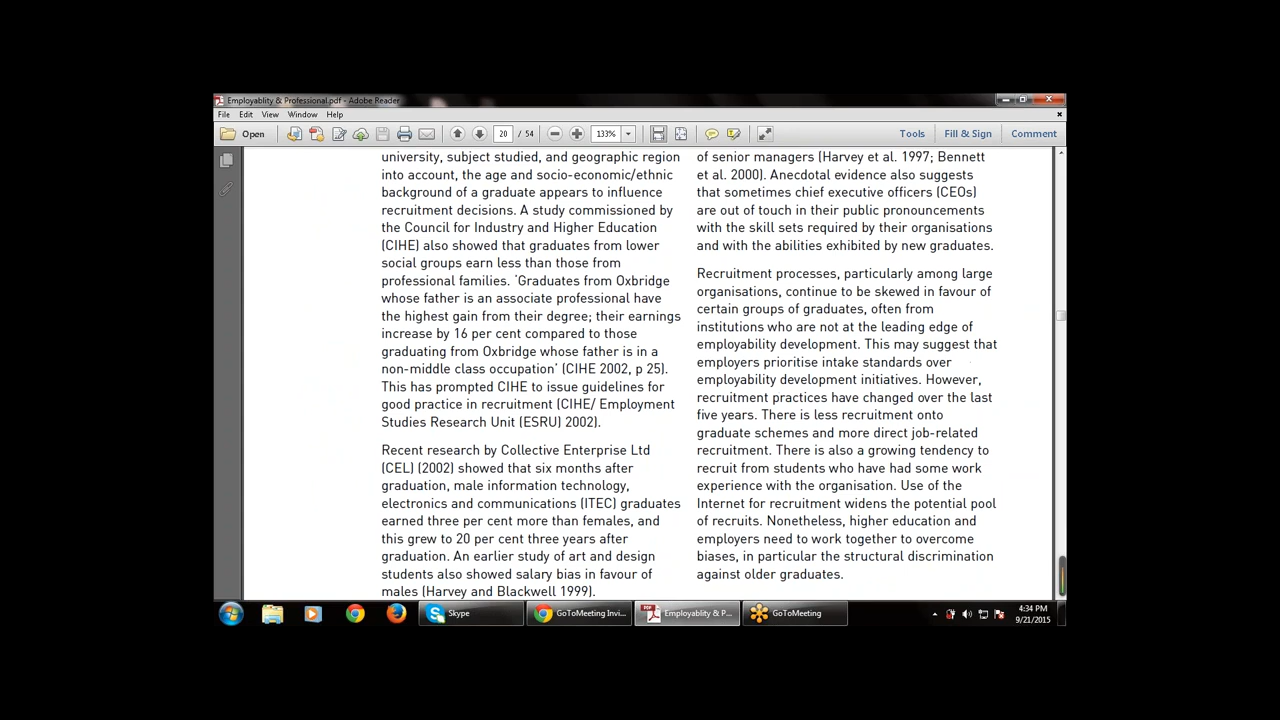 Employablity & Professional.pdf - Adobe Reader
File Edit View Window Help
Open 20 / 54 133% Tools Fill & Sign Comment
university, subject studied, and geographic region
into account, the age and socio-economic/ethnic
background of a graduate appears to influence
recruitment decisions. A study commissioned by
the Council for Industry and Higher Education
(CIHE) also showed that graduates from lower
social groups earn less than those from
professional families. 'Graduates from Oxbridge
whose father is an associate professional have
the highest gain from their degree; their earnings
increase by 16 per cent compared to those
graduating from Oxbridge whose father is in a
non-middle class occupation' (CIHE 2002, p 25).
This has prompted CIHE to issue guidelines for
good practice in recruitment (CIHE/ Employment
Studies Research Unit (ESRU) 2002).
Recent research by Collective Enterprise Ltd
(CEL) (2002) showed that six months after
graduation, male information technology,
electronics and communications (ITEC) graduates
earned three per cent more than females, and
this grew to 20 per cent three years after
graduation. An earlier study of art and design
students also showed salary bias in favour of
males (Harvey and Blackwell 1999).
of senior managers (Harvey et al. 1997; Bennett
et al. 2000). Anecdotal evidence also suggests
that sometimes chief executive officers (CEOs)
are out of touch in their public pronouncements
with the skill sets required by their organisations
and with the abilities exhibited by new graduates.
Recruitment processes, particularly among large
organisations, continue to be skewed in favour of
certain groups of graduates, often from
institutions who are not at the leading edge of
employability development. This may suggest that
employers prioritise intake standards over
employability development initiatives. However,
recruitment practices have changed over the last
five years. There is less recruitment onto
graduate schemes and more direct job-related
recruitment. There is also a growing tendency to
recruit from students who have had some work
experience with the organisation. Use of the
Internet for recruitment widens the potential pool
of recruits. Nonetheless, higher education and
employers need to work together to overcome
biases, in particular the structural discrimination
against older graduates.
Skype GoToMeeting Invi... Employablity & P... GoToMeeting
4:34 PM
9/21/2015